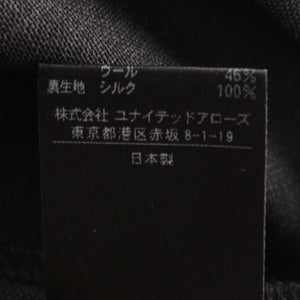 ウール 46%
裏生地 シルク 100%
株式会社 ユナイテッドアローズ
東京都港区赤坂 8-1-19
日本製